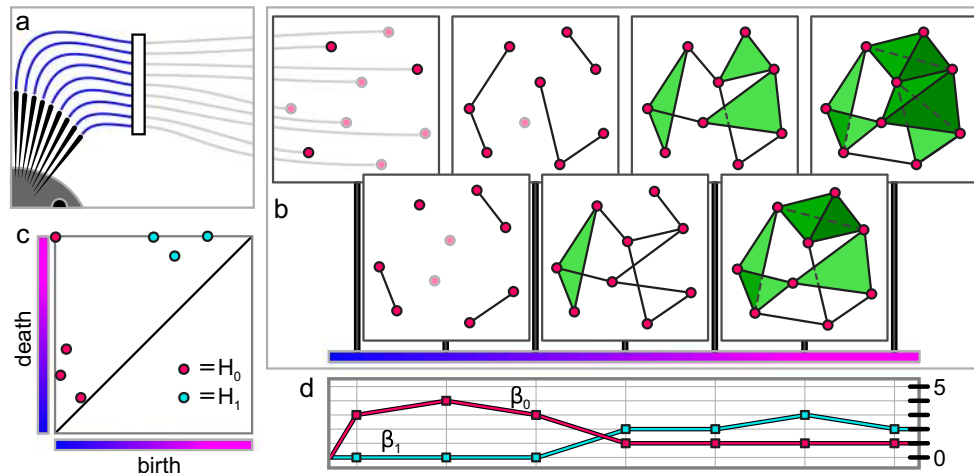 a
b
c
death
= H0
= H1
birth
d
β0
β1
5
0